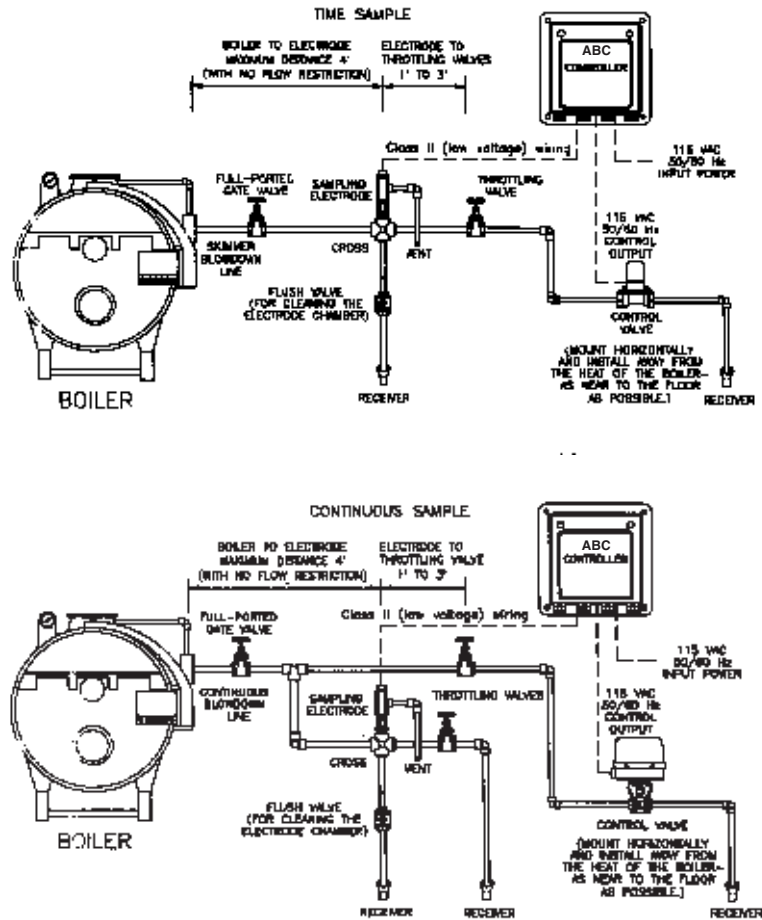 TIME SAMPLE
BOILER TO ELECTRODE
MAXIMUM DISTANCE 4'
(WITH NO FLOW RESTRICTION)
ELECTRODE TO
THROTTLING VALVES
1' TO 3'
ABC
CONTROLLER
Class II (low voltage) wiring
115 VAC
50/60 Hz
INPUT POWER
FULL-PORTED
GATE VALVE
SAMPLING
ELECTRODE
THROTTLING
VALVE
115 VAC
50/60 Hz
CONTROL
OUTPUT
SKIMMER
BLOWDOWN
LINE
CROSS
VENT
FLUSH VALVE
(FOR CLEANING THE
ELECTRODE CHAMBER)
CONTROL
VALVE
(MOUNT HORIZONTALLY
AND INSTALL AWAY FROM
THE HEAT OF THE BOILER-
AS NEAR TO THE FLOOR
AS POSSIBLE.)
BOILER
RECEIVER
RECEIVER
CONTINUOUS SAMPLE
BOILER TO ELECTRODE
MAXIMUM DISTANCE 4'
(WITH NO FLOW RESTRICTION)
ELECTRODE TO
THROTTLING VALVE
1' TO 3'
ABC
CONTROLLER
Class II (low voltage) wiring
FULL-PORTED
GATE VALVE
115 VAC
50/60 Hz
INPUT POWER
CONTINUOUS
BLOWDOWN
LINE
SAMPLING
ELECTRODE
THROTTLING VALVES
115 VAC
50/60 Hz
CONTROL
OUTPUT
CROSS
VENT
FLUSH VALVE
(FOR CLEANING THE
ELECTRODE CHAMBER)
CONTROL VALVE
(MOUNT HORIZONTALLY
AND INSTALL AWAY FROM
THE HEAT OF THE BOILER-
AS NEAR TO THE FLOOR
AS POSSIBLE.)
BOILER
RECEIVER
RECEIVER
RECEIVER